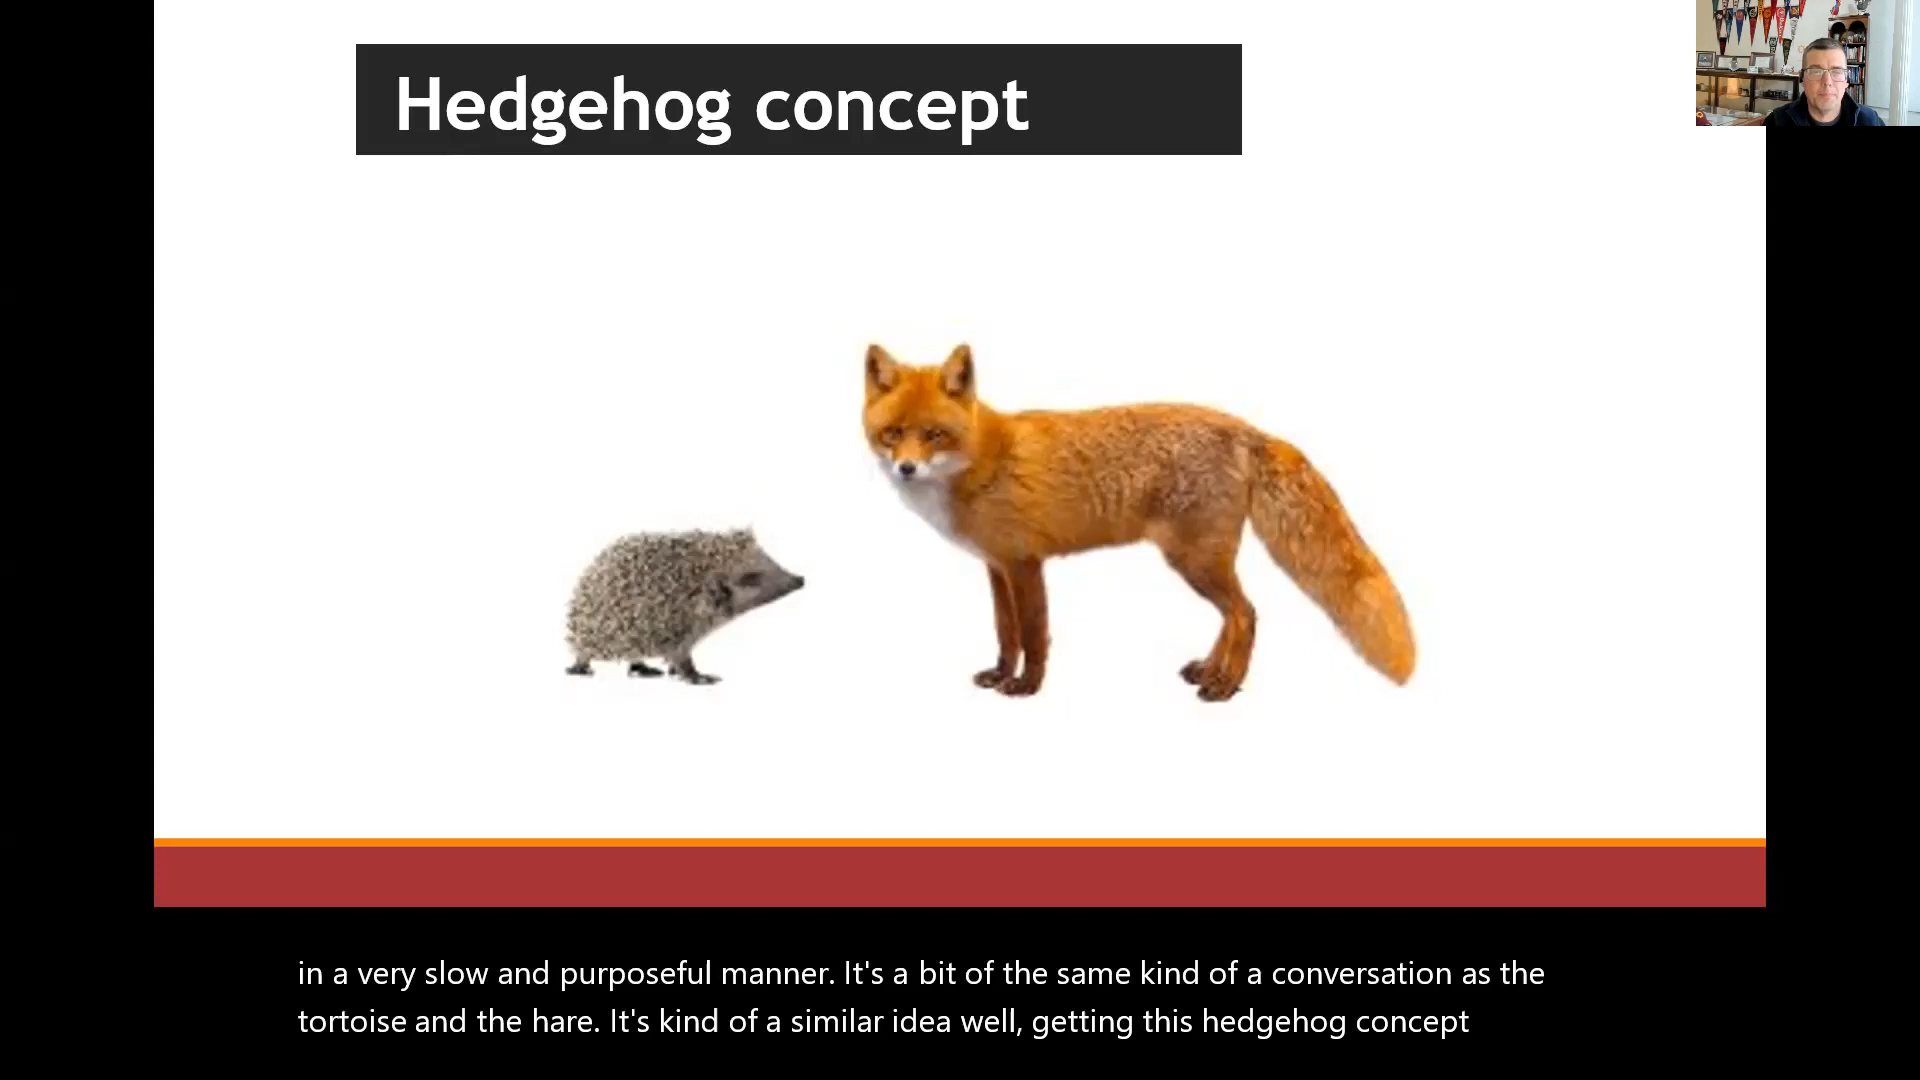 Hedgehog concept
in a very slow and purposeful manner. It's a bit of the same kind of a conversation as the
tortoise and the hare. It's kind of a similar idea well, getting this hedgehog concept